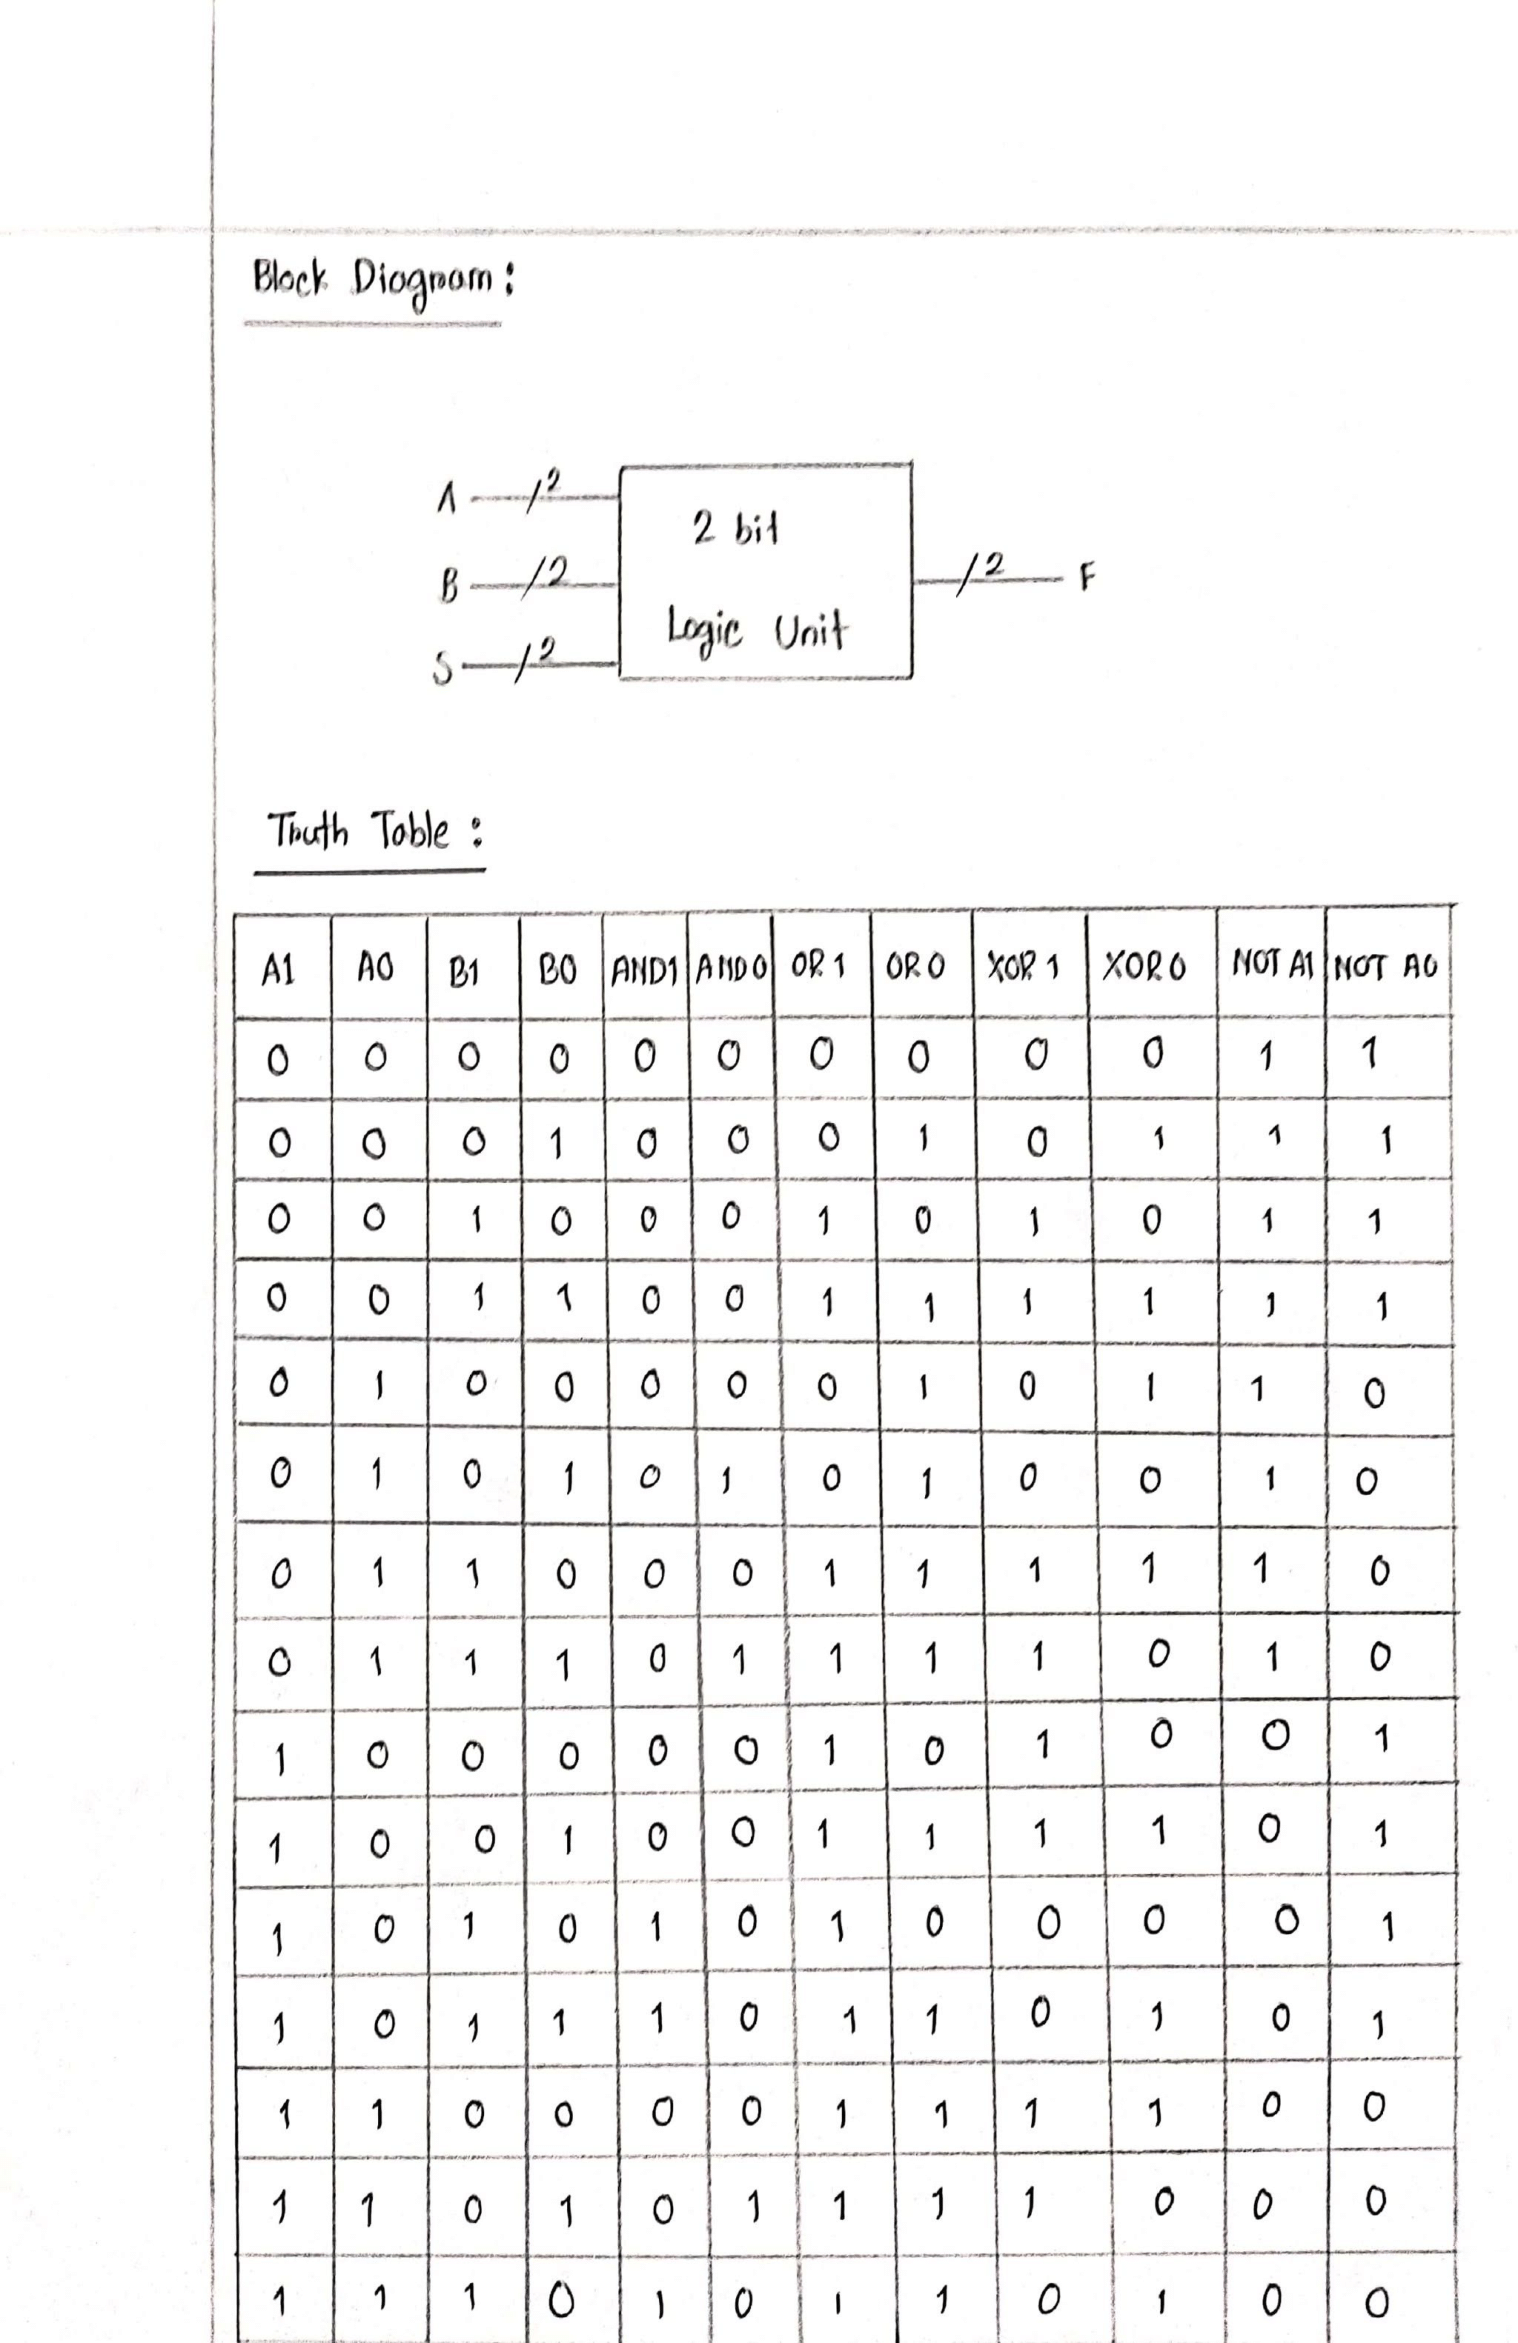 Block Diagram:
A /2
2 bit
B /2
/2 F
Logic Unit
S /2
Truth Table:
A1 A0 B1 B0 AND1 AND0 OR1 OR0 XOR1 XOR0 NOT A1 NOT A0
0 0 0 0 0 0 0 0 0 0 1 1
0 0 0 1 0 0 0 1 0 1 1 1
0 0 1 0 0 0 1 0 1 0 1 1
0 0 1 1 0 0 1 1 1 1 1 1
0 1 0 0 0 0 0 1 0 1 1 0
0 1 0 1 0 1 0 1 0 0 1 0
0 1 1 0 0 0 1 1 1 1 1 0
0 1 1 1 0 1 1 1 1 0 1 0
1 0 0 0 0 0 1 0 1 0 0 1
1 0 0 1 0 0 1 1 1 1 0 1
1 0 1 0 1 0 1 0 0 0 0 1
1 0 1 1 1 0 1 1 0 1 0 1
1 1 0 0 0 0 1 1 1 1 0 0
1 1 0 1 0 1 1 1 1 0 0 0
1 1 1 0 1 0 1 1 0 1 0 0